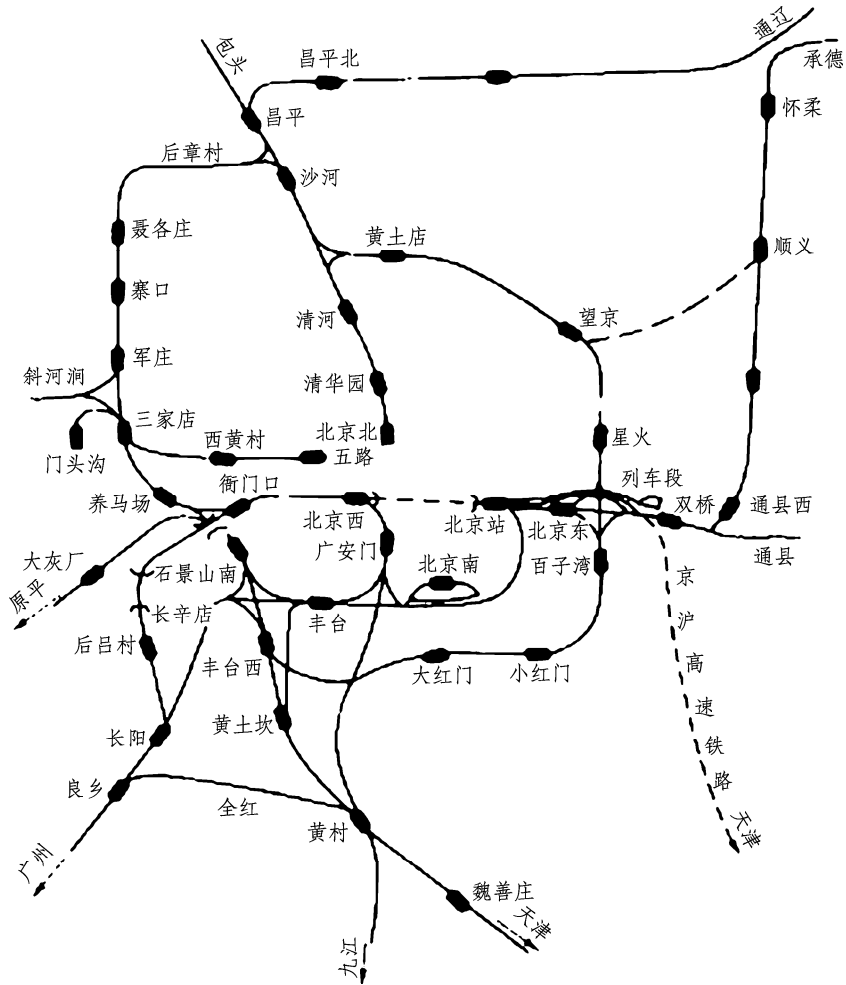 通辽
包头
昌平北
承德
怀柔
昌平
后章村
沙河
聂各庄
黄土店
顺义
寨口
清河
望京
军庄
斜河涧
清华园
三家店
西黄村
北京北
五路
星火
门头沟
衙门口
列车段
养马场
北京西
北京站
北京东
双桥
通县西
大灰厂
石景山南
广安门
北京南
百子湾
通县
原平
长辛店
丰台
后吕村
丰台西
大红门
小红门
京沪高速铁路
长阳
黄土坎
良乡
全红
黄村
天津
广州
魏善庄
天津
九江